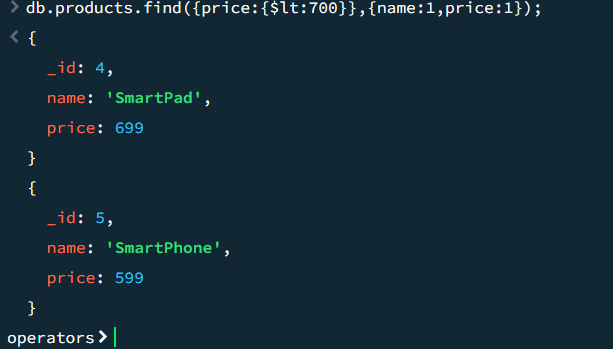 > db.products.find({price:{$lt:700}},{name:1,price:1});
< {
_id: 4,
name: 'SmartPad',
price: 699
}
{
_id: 5,
name: 'SmartPhone',
price: 599
}
operators>